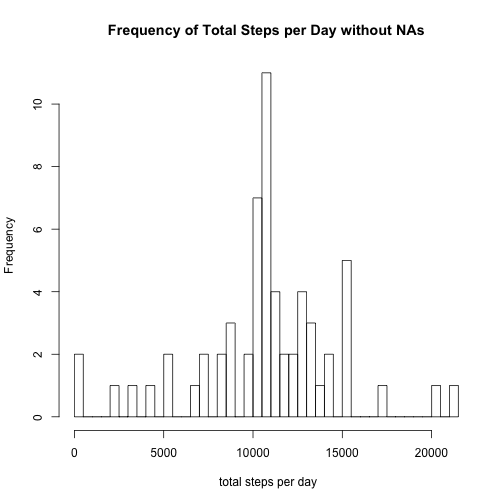 Frequency of Total Steps per Day without NAs
Frequency
10
8
6
4
2
0
0 5000 10000 15000 20000
total steps per day